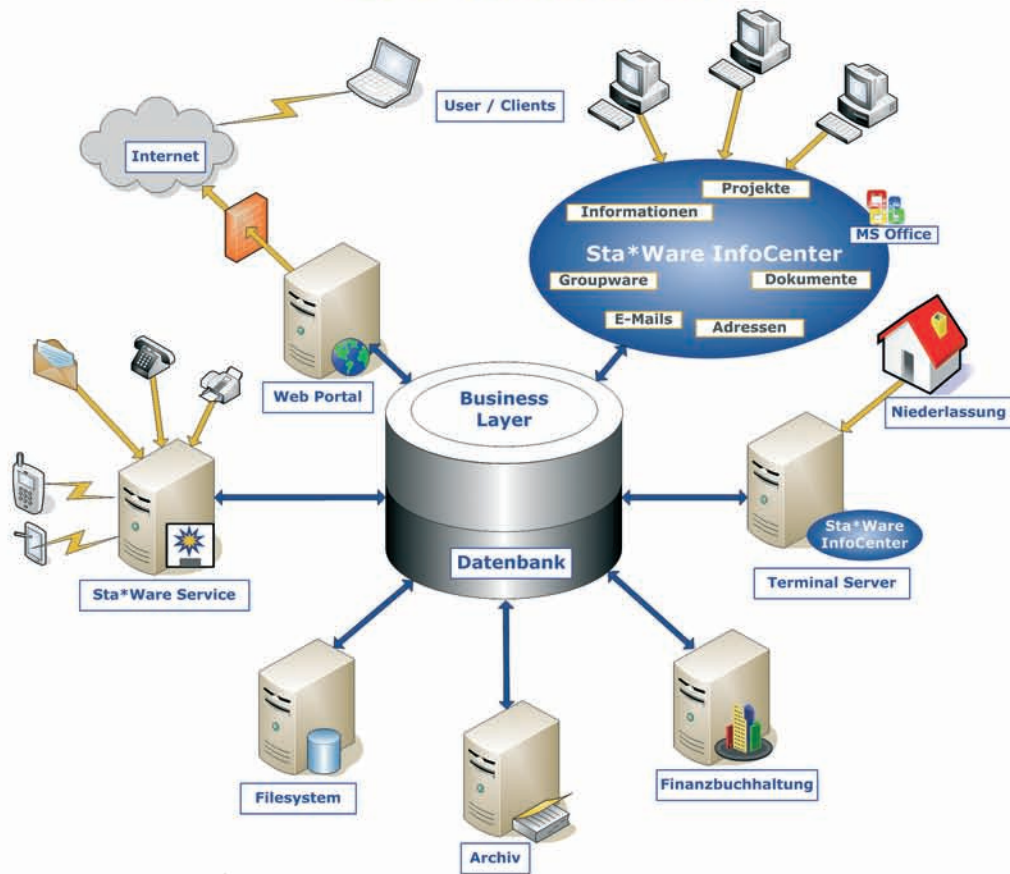 User / Clients
Internet
Projekte
Informationen
MS Office
Sta*Ware InfoCenter
Groupware
Dokumente
E-Mails
Adressen
Web Portal
Business
Layer
Niederlassung
Sta*Ware
InfoCenter
Datenbank
Sta*Ware Service
Terminal Server
Filesystem
Finanzbuchhaltung
Archiv